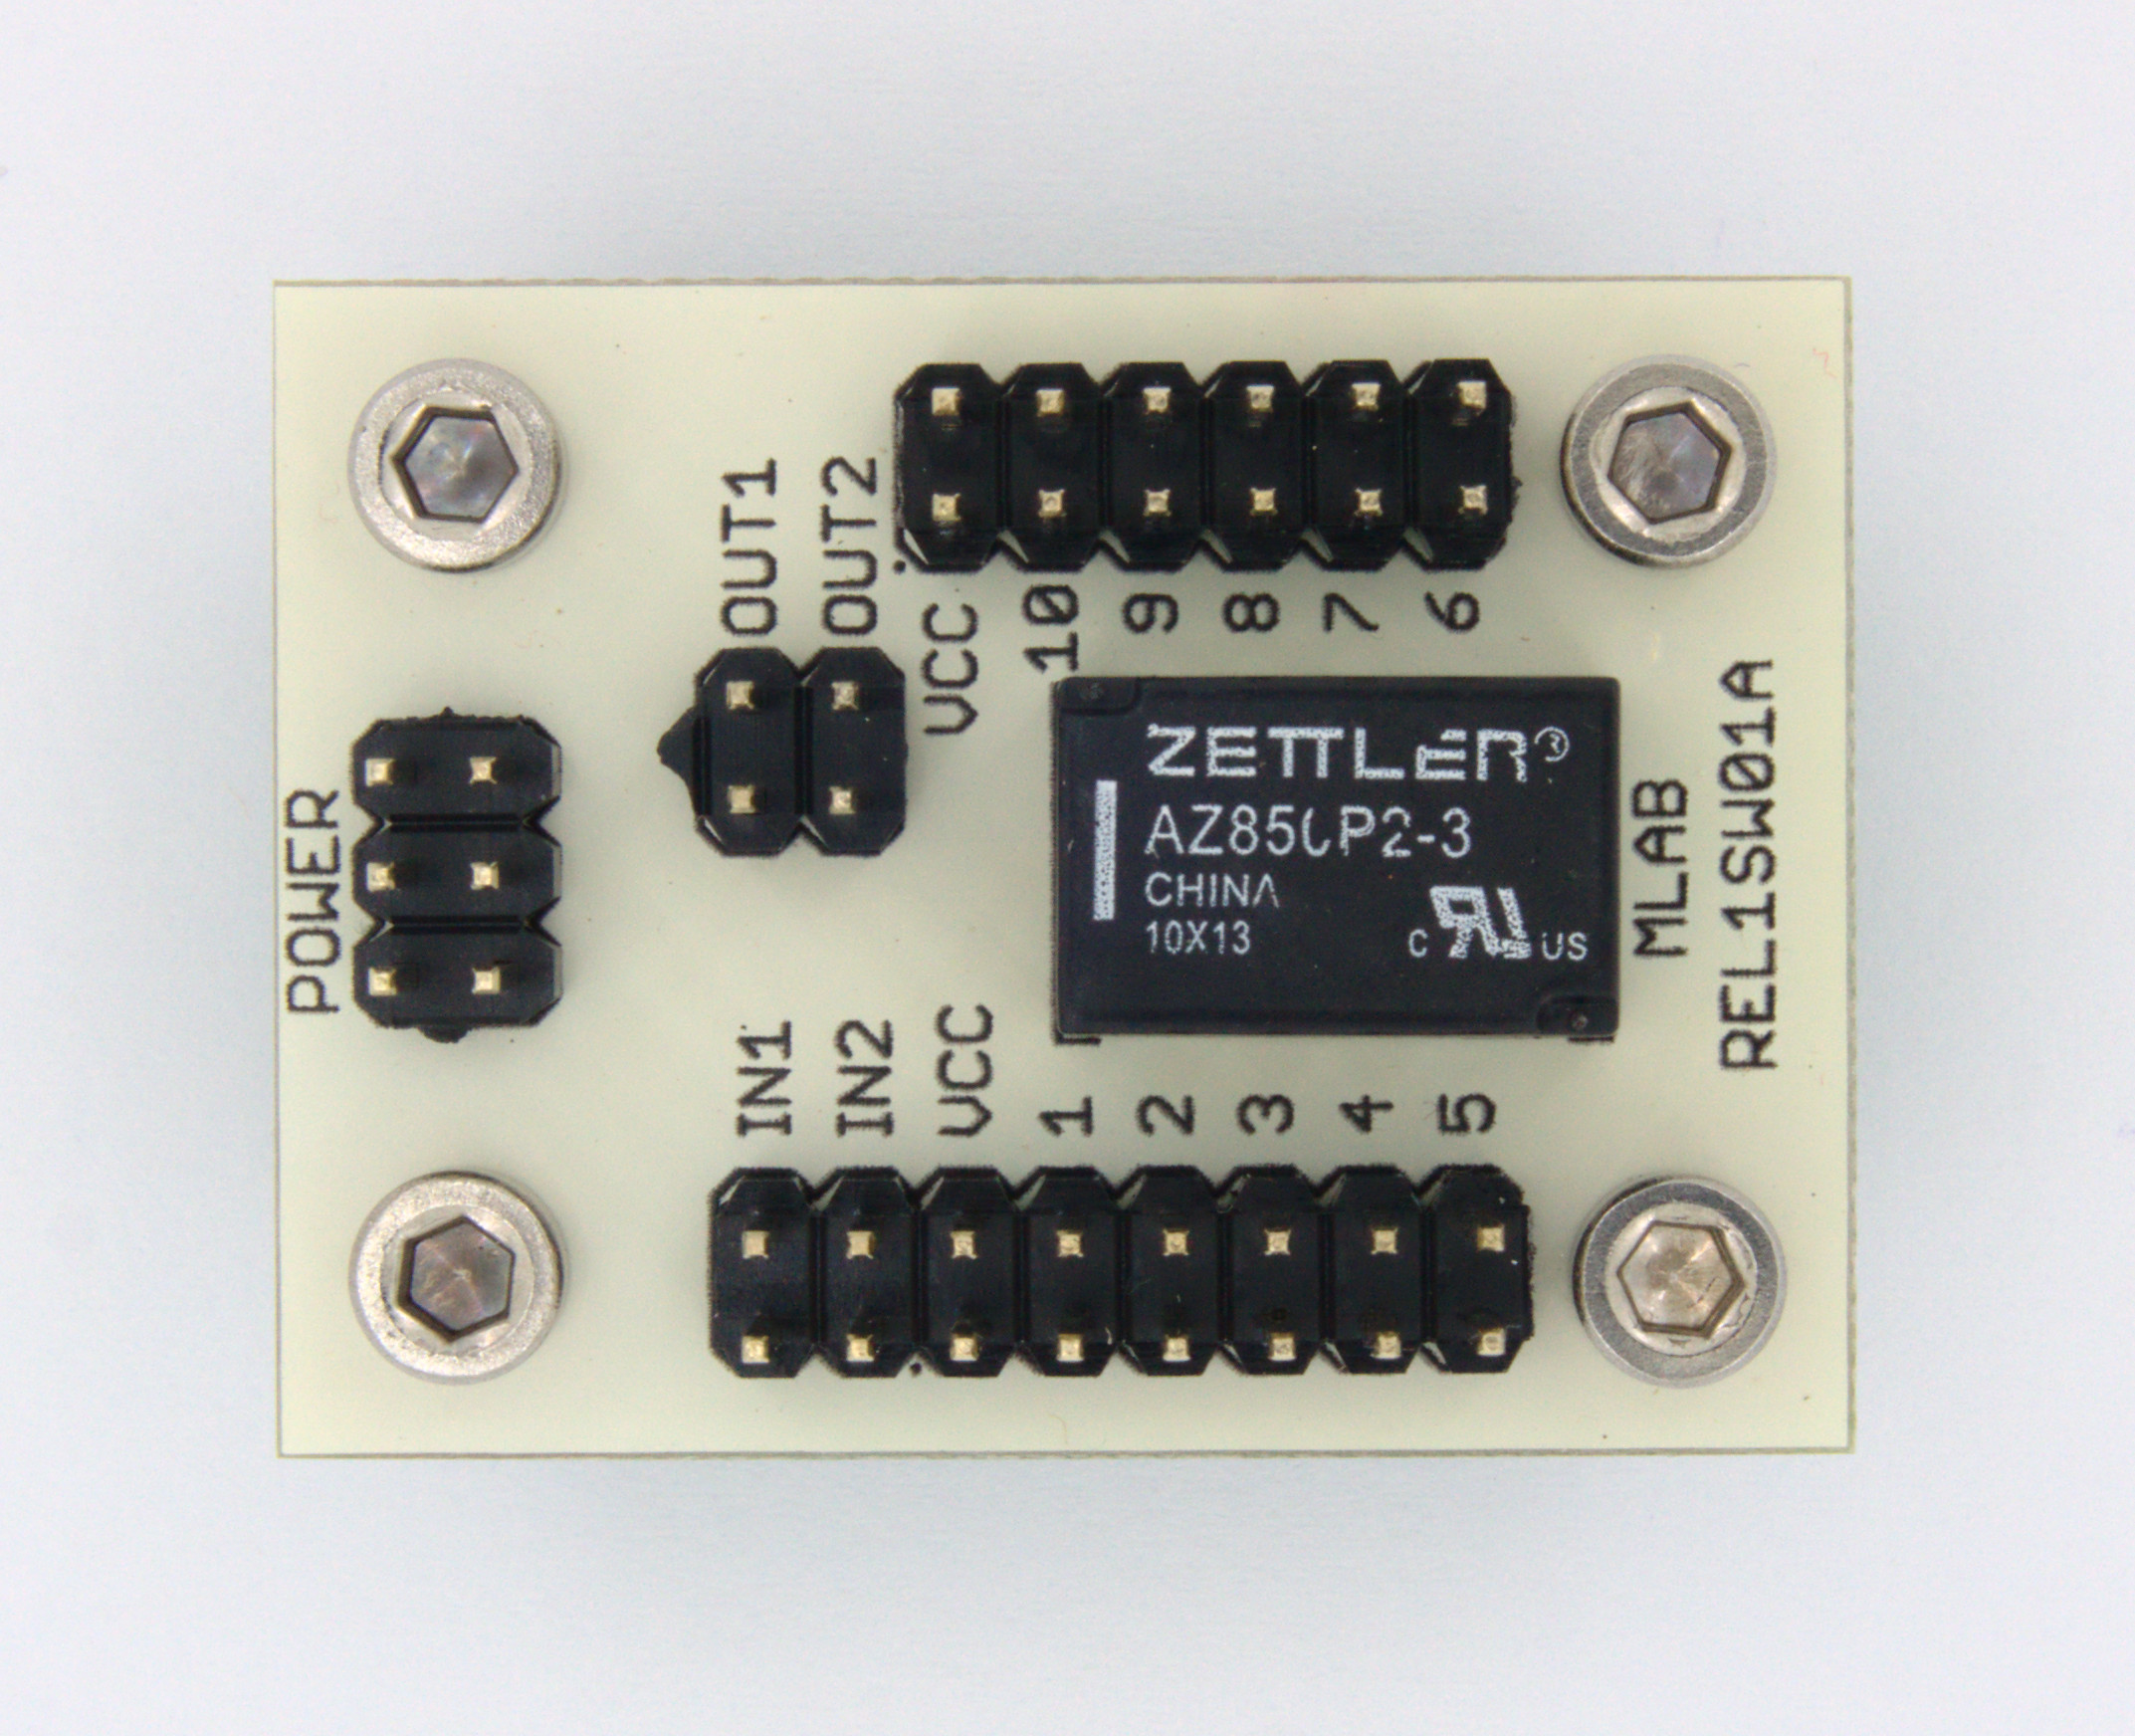 OUT1
OUT2
VCC
10
9
8
7
6
POWER
ZETTLER®
AZ850P2-3
CHINA
10X13
c RU US
MLAB
REL1SW01A
IN1
IN2
VCC
1
2
3
4
5